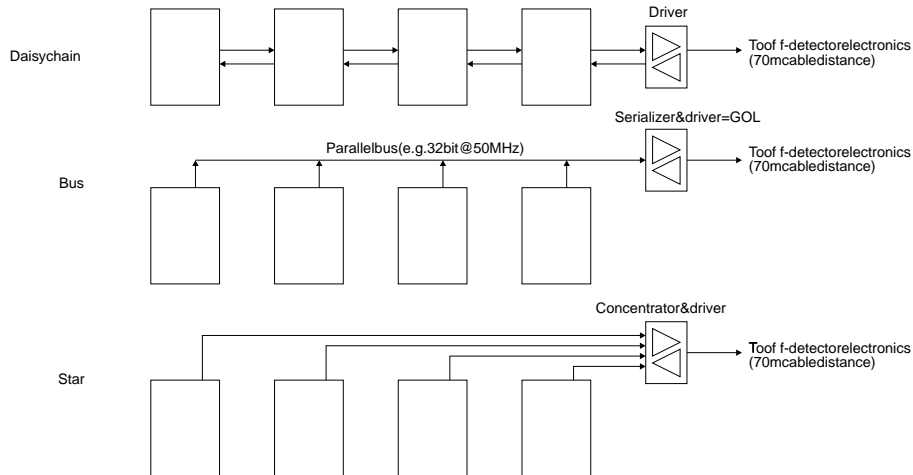 Driver
Daisychain
Toof f-detectorelectronics
(70mcabledistance)
Serializer&driver=GOL
Parallelbus(e.g.32bit@50MHz)
Toof f-detectorelectronics
(70mcabledistance)
Bus
Concentrator&driver
Toof f-detectorelectronics
(70mcabledistance)
Star